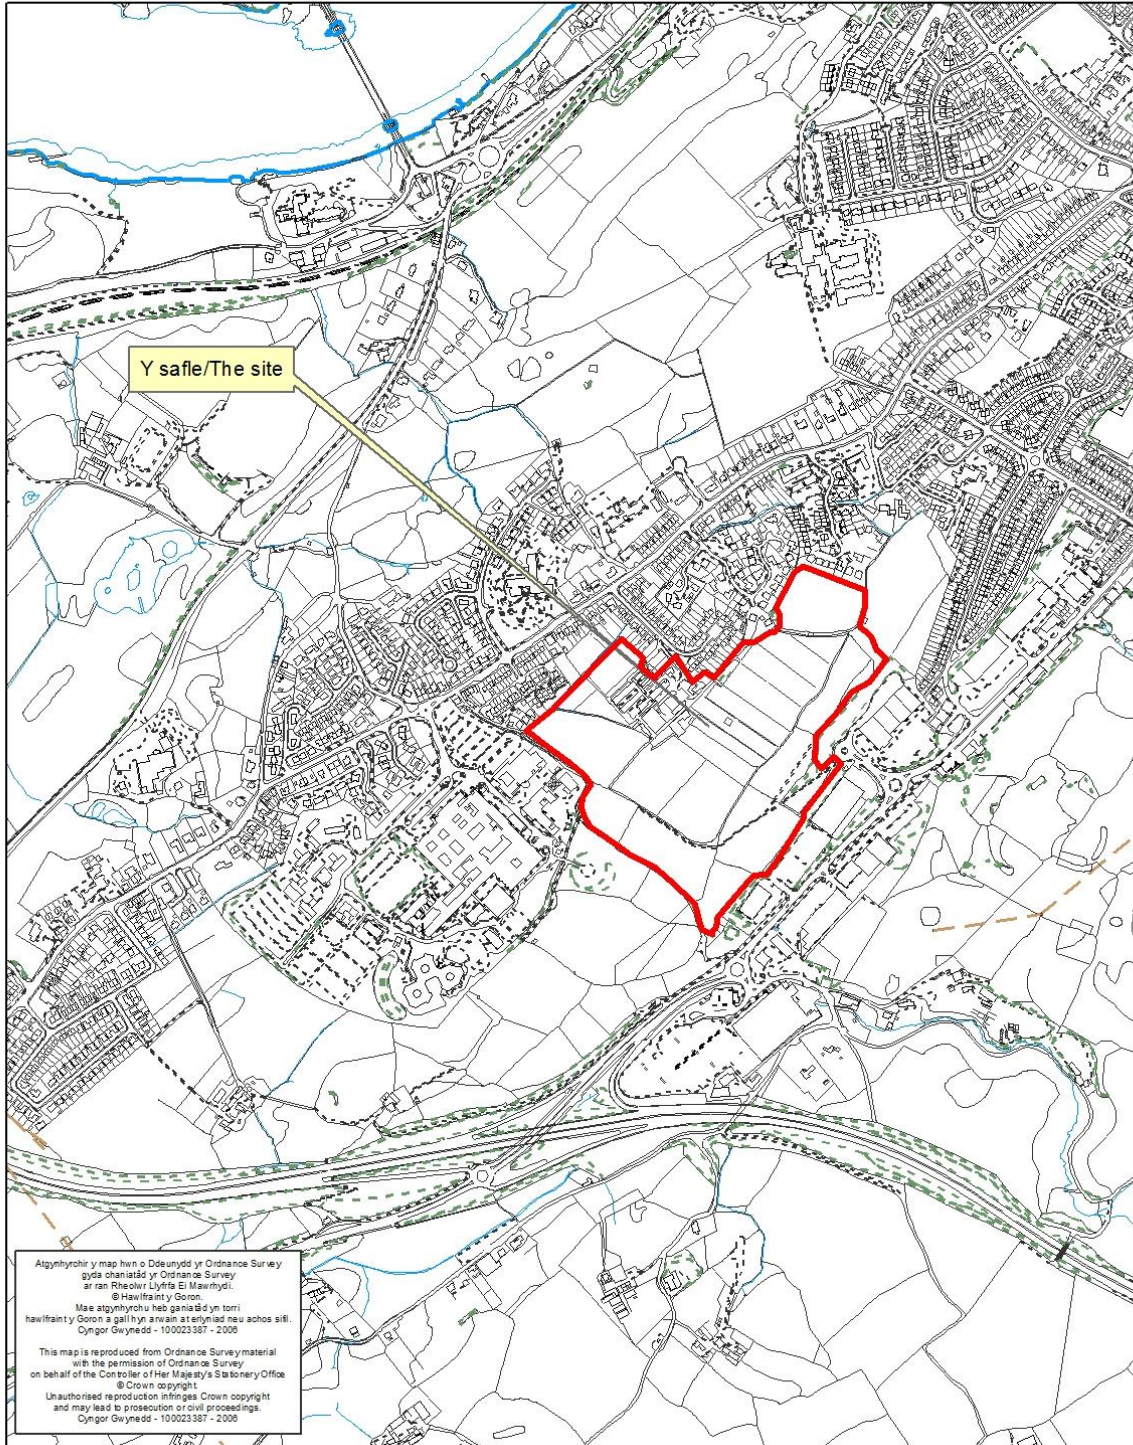 Y safle/The site
Atgynhyrchir y map hwn o Ddeunydd yr Ordnance Survey
gyda chaniatâd yr Ordnance Survey
ar ran Rheolwr Llyfrfa Ei Mawrhydi.
© Hawlfraint y Goron.
Mae atgynhyrchu heb ganiatâd yn torri
hawlfraint y Goron a gall hyn arwain at erlyniad neu achos sifil.
Cyngor Gwynedd - 100023387 - 2006
This map is reproduced from Ordnance Survey material
with the permission of Ordnance Survey
on behalf of the Controller of Her Majesty's Stationery Office
© Crown copyright.
Unauthorised reproduction infringes Crown copyright
and may lead to prosecution or civil proceedings.
Cyngor Gwynedd - 100023387 - 2006